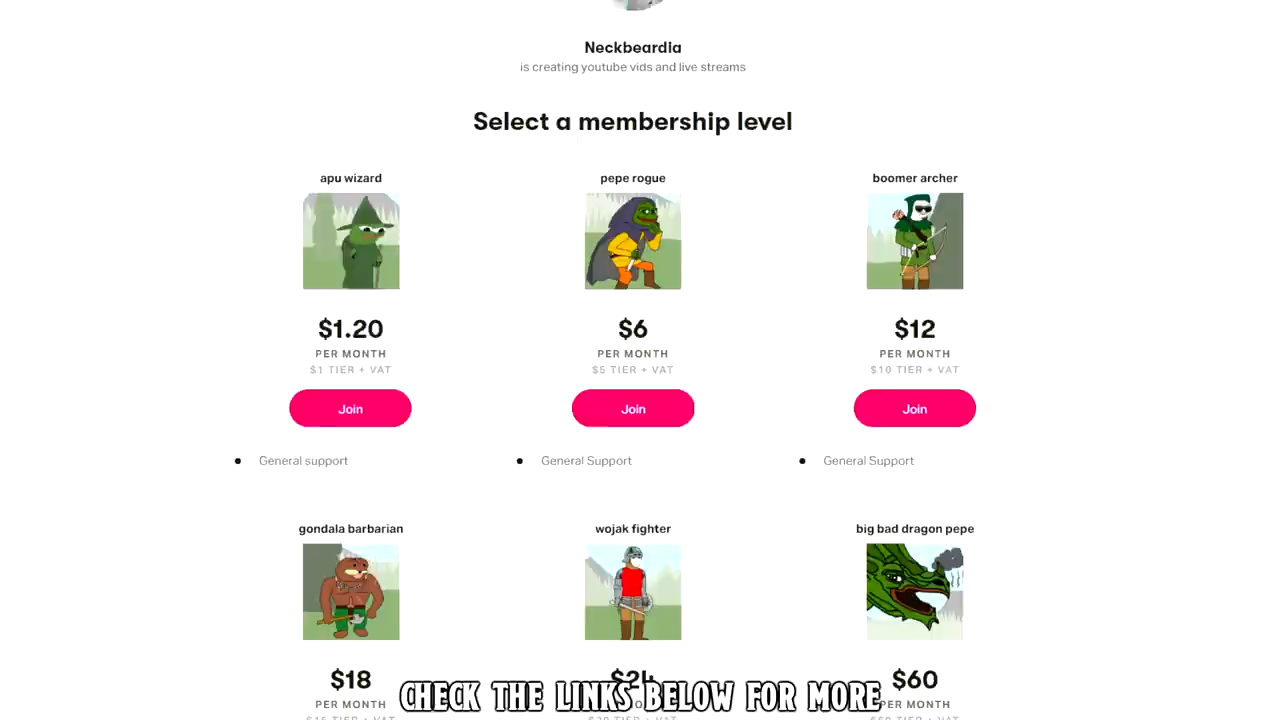 Neckbeardia
is creating youtube vids and live streams
Select a membership level
apu wizard
pepe rogue
boomer archer
$1.20
$6
$12
PER MONTH
PER MONTH
PER MONTH
$1 TIER + VAT
$5 TIER + VAT
$10 TIER + VAT
Join
Join
Join
General support
General Support
General Support
gondala barbarian
wojak fighter
big bad dragon pepe
$18
$60
CHECK THE LINKS BELOW FOR MORE
PER MONTH
PER MONTH